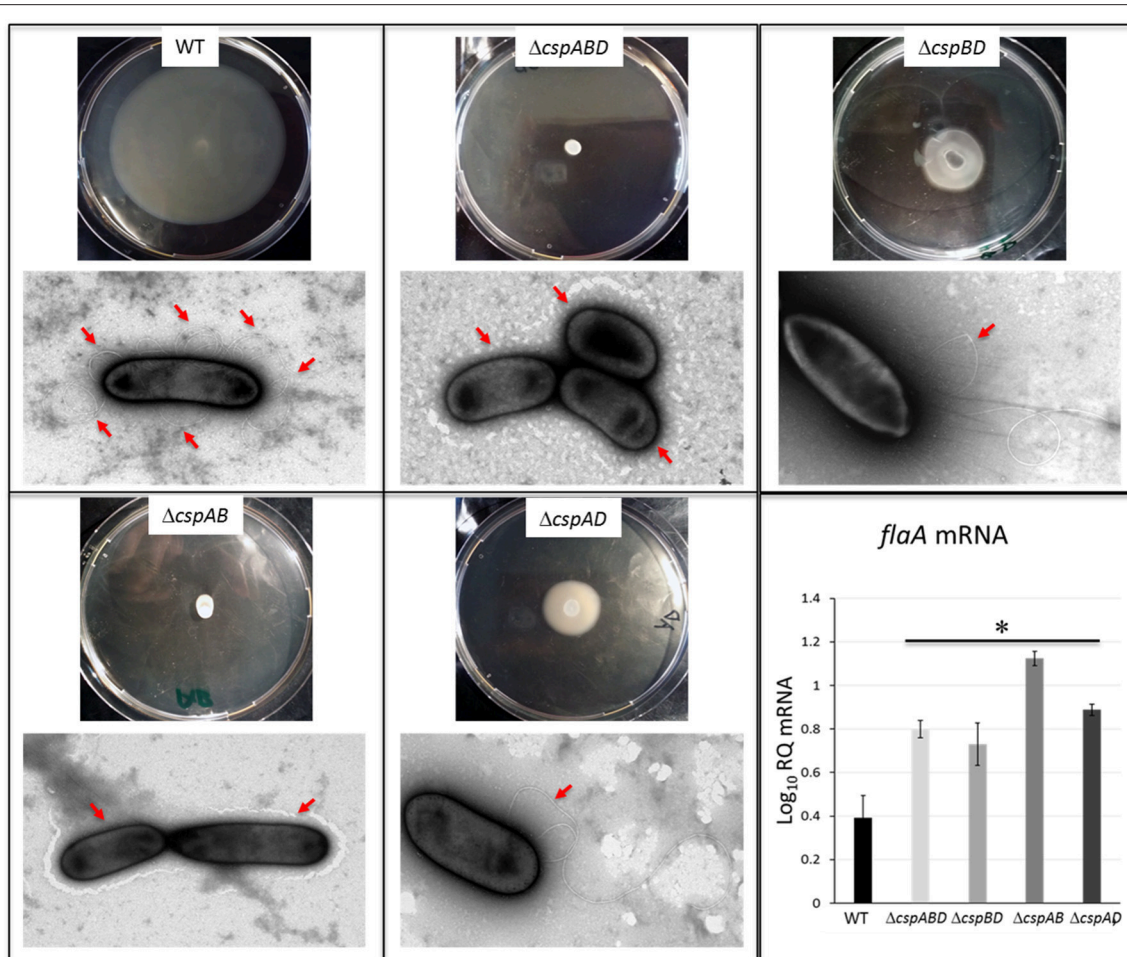 WT
ΔcspABD
ΔcspBD
ΔcspAB
ΔcspAD
flaA mRNA
Log₁₀ RQ mRNA
1.4
1.2
1
0.8
0.6
0.4
0.2
0
*
WT ΔcspABD ΔcspBD ΔcspAB ΔcspAD